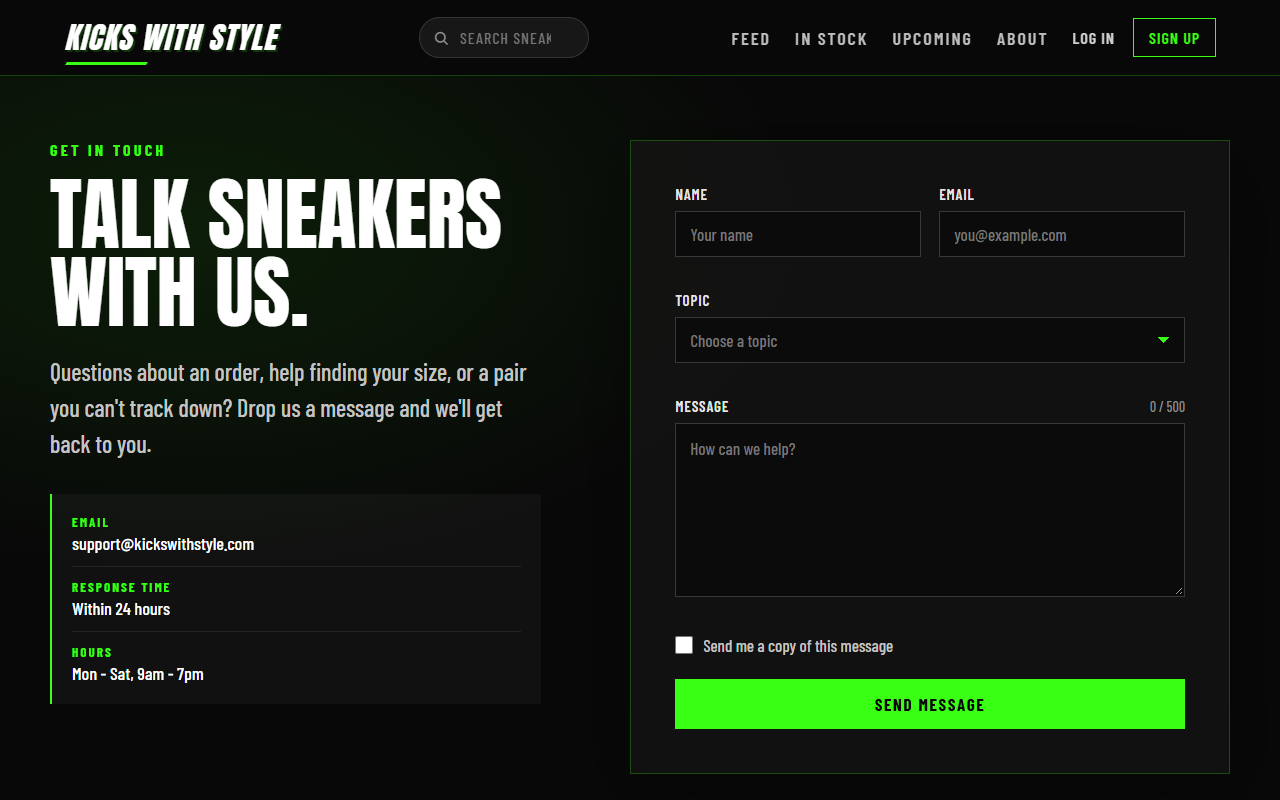 KICKS WITH STYLE
SEARCH SNEAK
FEED
IN STOCK
UPCOMING
ABOUT
LOG IN
SIGN UP
GET IN TOUCH
TALK SNEAKERS
WITH US.
Questions about an order, help finding your size, or a pair
you can't track down? Drop us a message and we'll get
back to you.
EMAIL
support@kickswithstyle.com
RESPONSE TIME
Within 24 hours
HOURS
Mon - Sat, 9am - 7pm
NAME
Your name
EMAIL
you@example.com
TOPIC
Choose a topic
MESSAGE
0 / 500
How can we help?
Send me a copy of this message
SEND MESSAGE